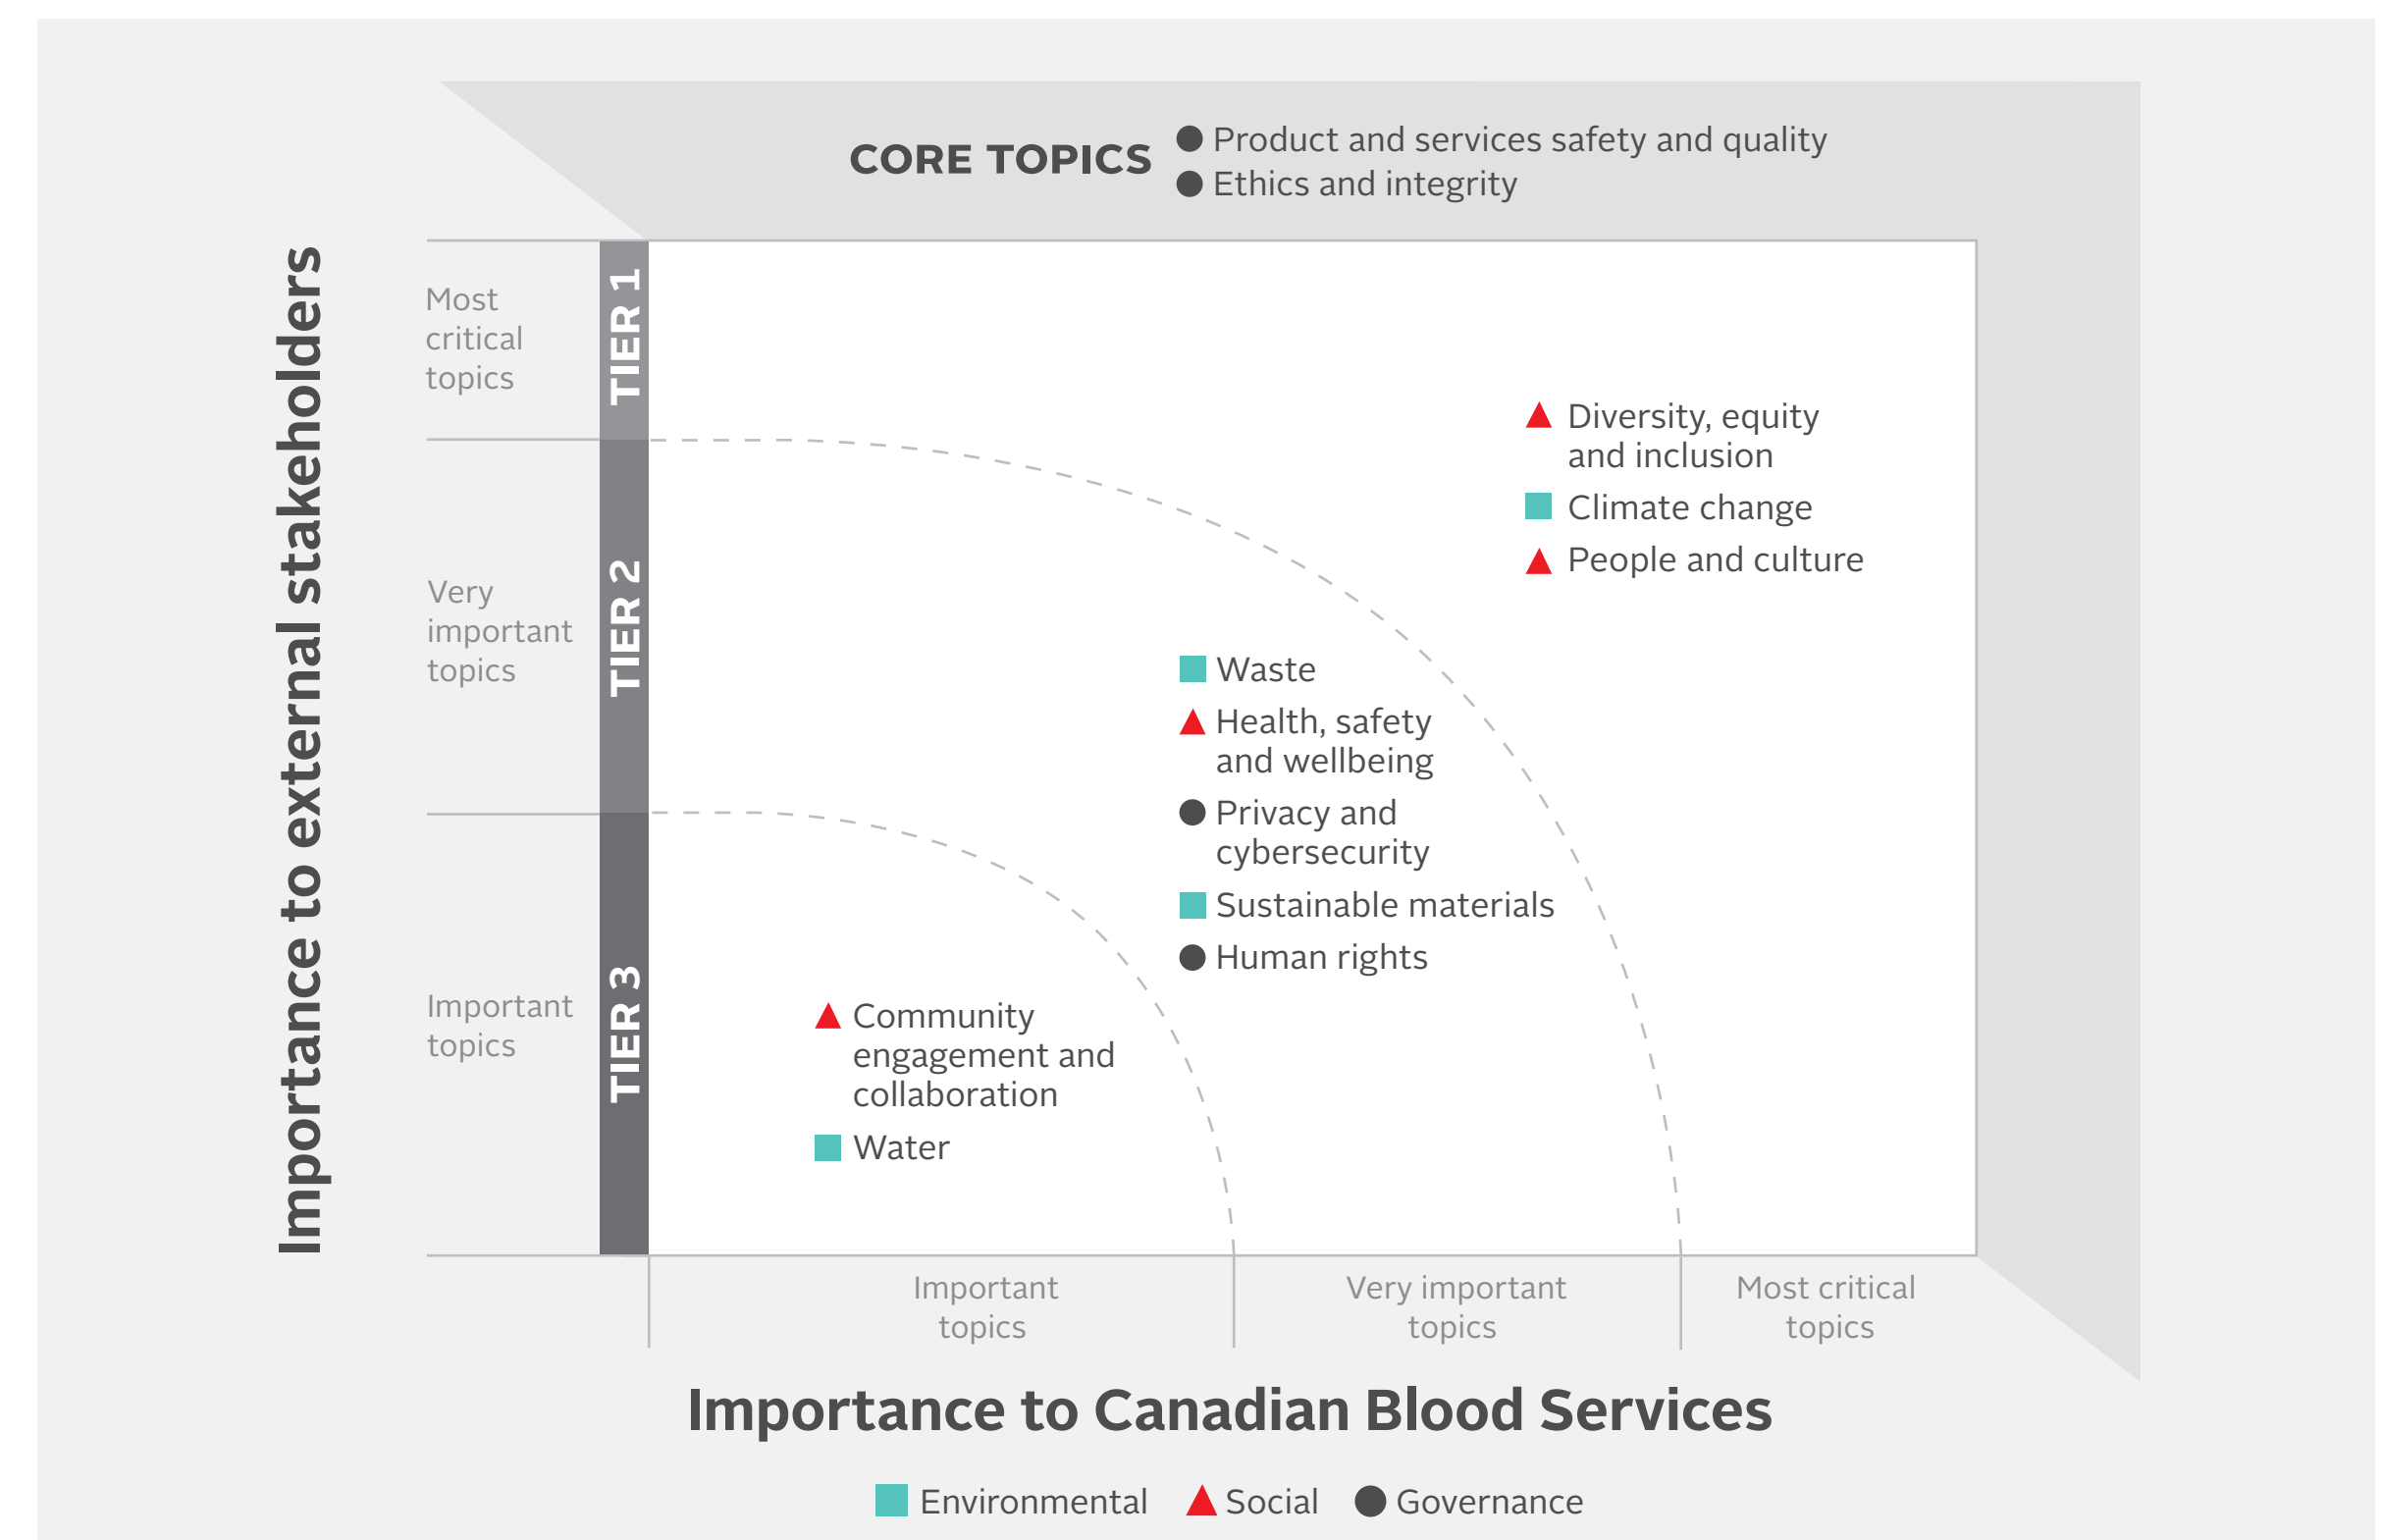 CORE TOPICS
Product and services safety and quality
Ethics and integrity
Importance to external stakeholders
Most
critical
topics
TIER 1
Very
important
topics
TIER 2
Important
topics
TIER 3
Diversity, equity
and inclusion
Climate change
People and culture
Waste
Health, safety
and wellbeing
Privacy and
cybersecurity
Sustainable materials
Human rights
Community
engagement and
collaboration
Water
Important
topics
Very important
topics
Most critical
topics
Importance to Canadian Blood Services
Environmental
Social
Governance